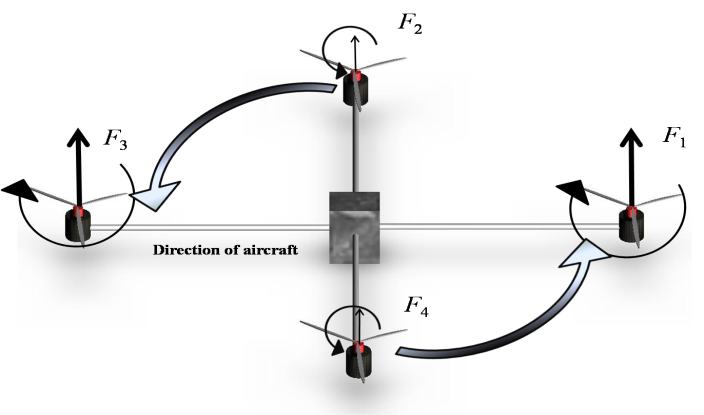 F₂
F₃
F₁
Direction of aircraft
F₄